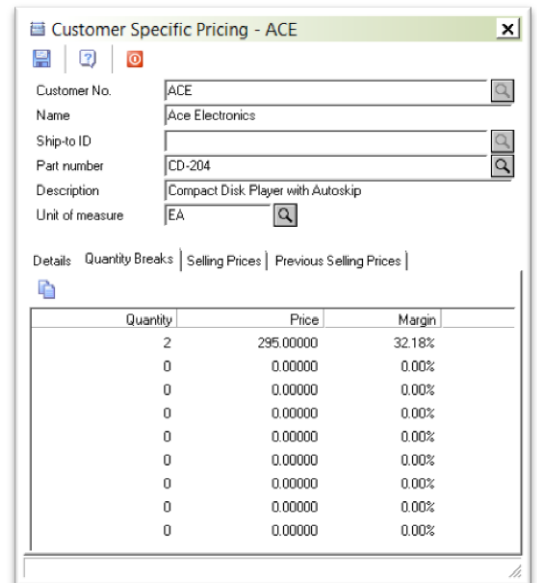 Customer Specific Pricing - ACE
Customer No. ACE
Name Ace Electronics
Ship-to ID
Part number CD-204
Description Compact Disk Player with Autoskip
Unit of measure EA
Details Quantity Breaks Selling Prices Previous Selling Prices
Quantity Price Margin
2 295.00000 32.18%
0 0.00000 0.00%
0 0.00000 0.00%
0 0.00000 0.00%
0 0.00000 0.00%
0 0.00000 0.00%
0 0.00000 0.00%
0 0.00000 0.00%
0 0.00000 0.00%